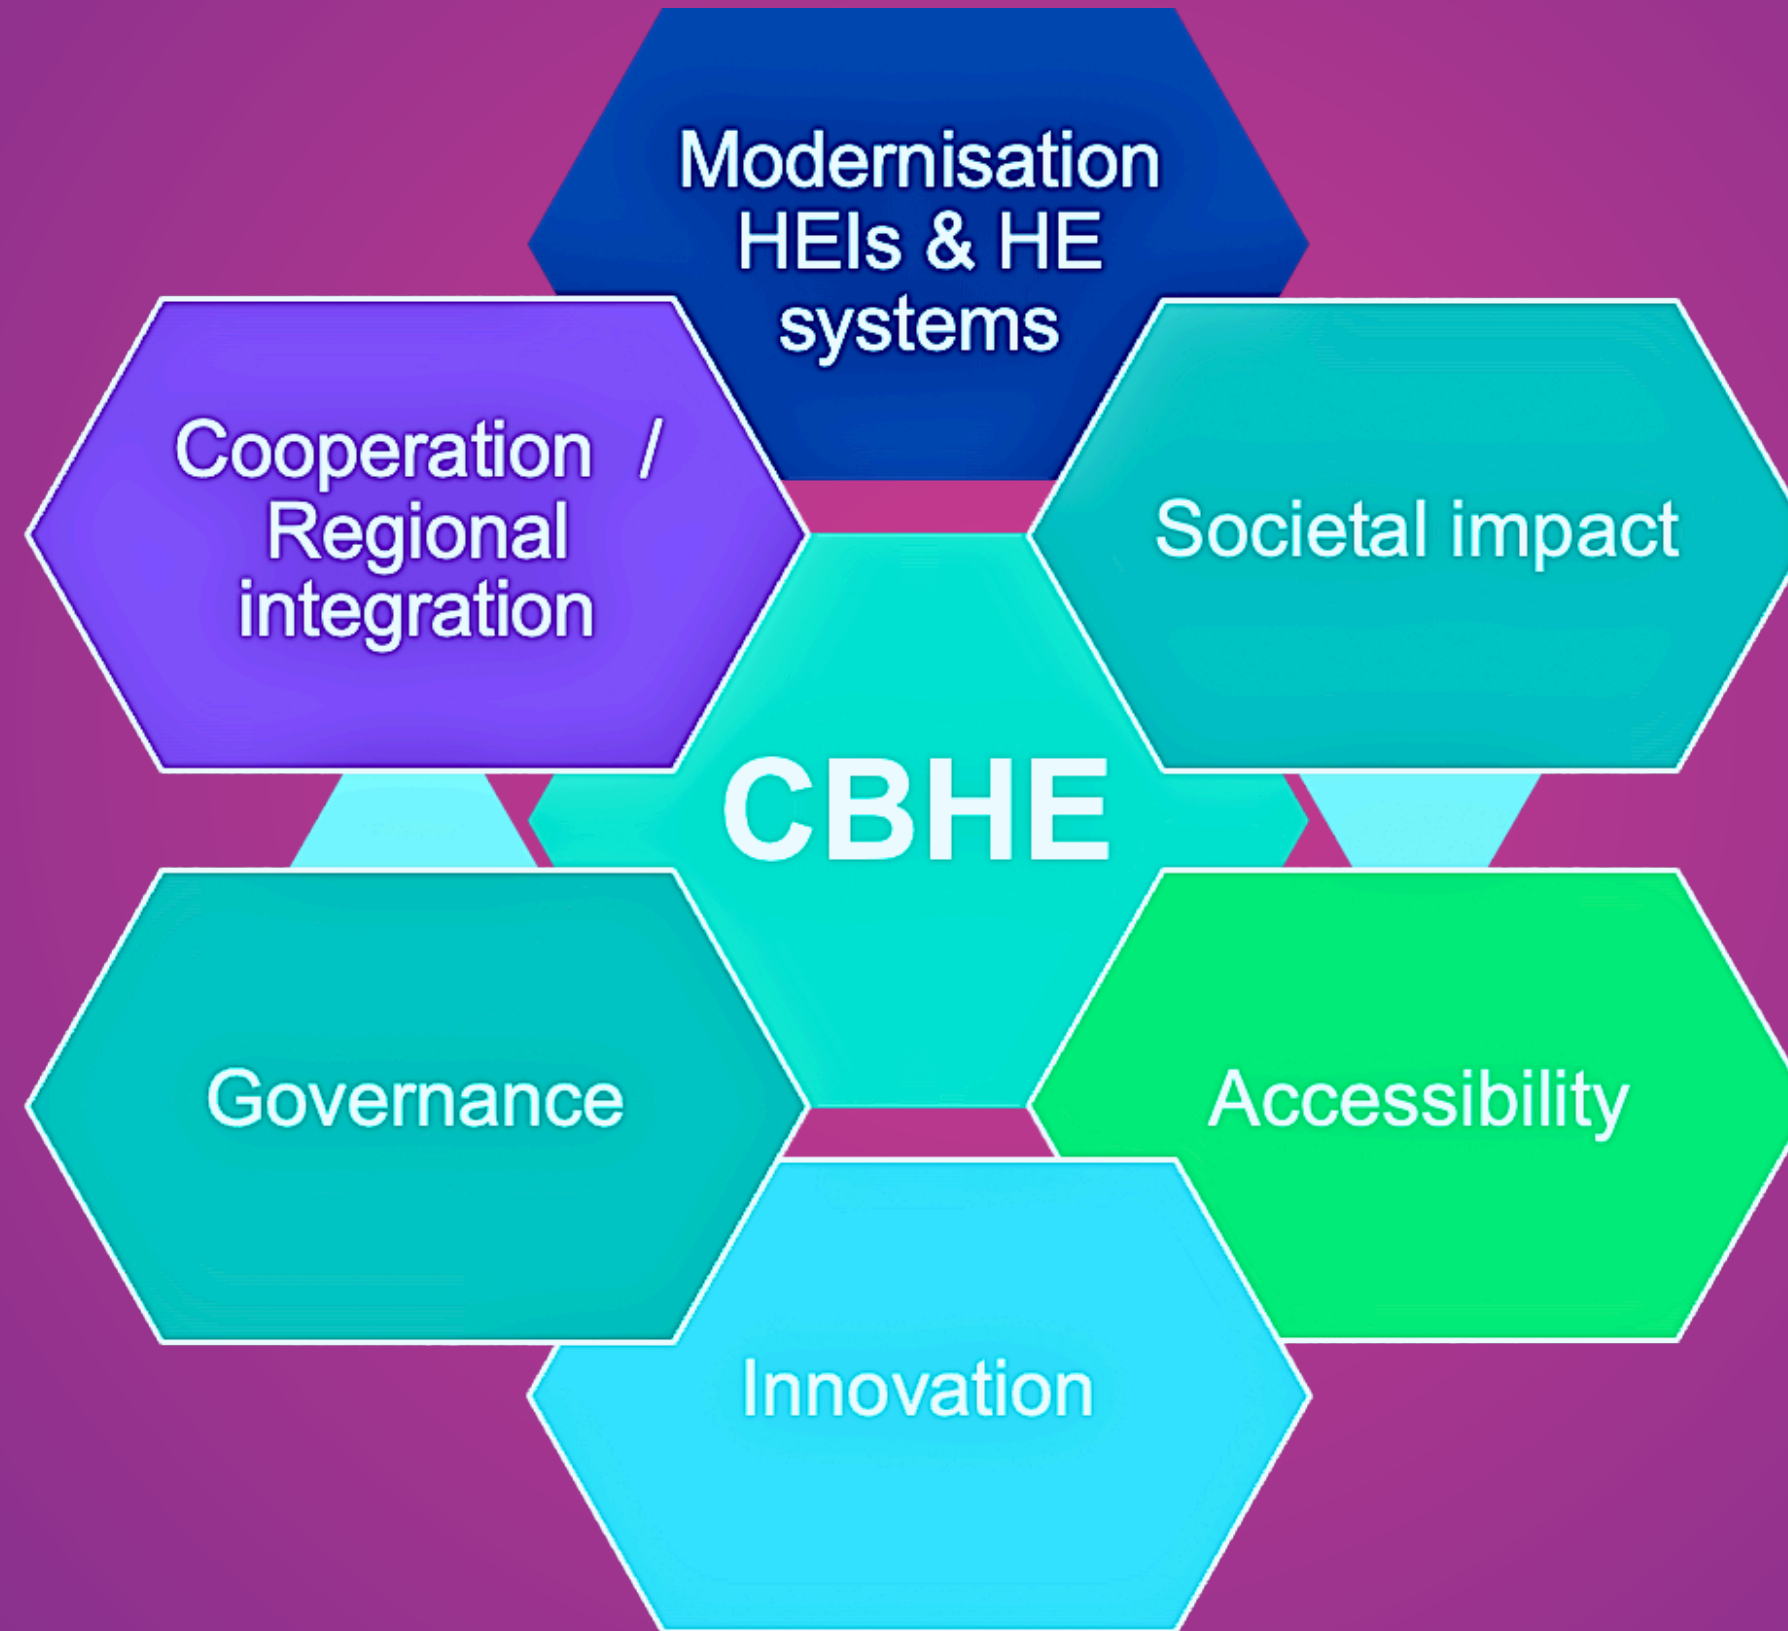 Modernisation
HEIs & HE
systems
Cooperation /
Regional
integration
Societal impact
CBHE
Governance
Accessibility
Innovation